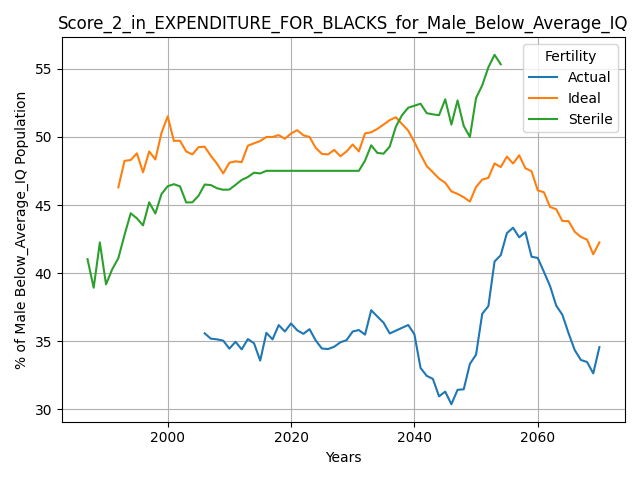 Score_2_in_EXPENDITURE_FOR_BLACKS_for_Male_Below_Average_IQ
% of Male Below_Average_IQ Population
55
50
45
40
35
30
Fertility
Actual
Ideal
Sterile
2000 2020 2040 2060
Years